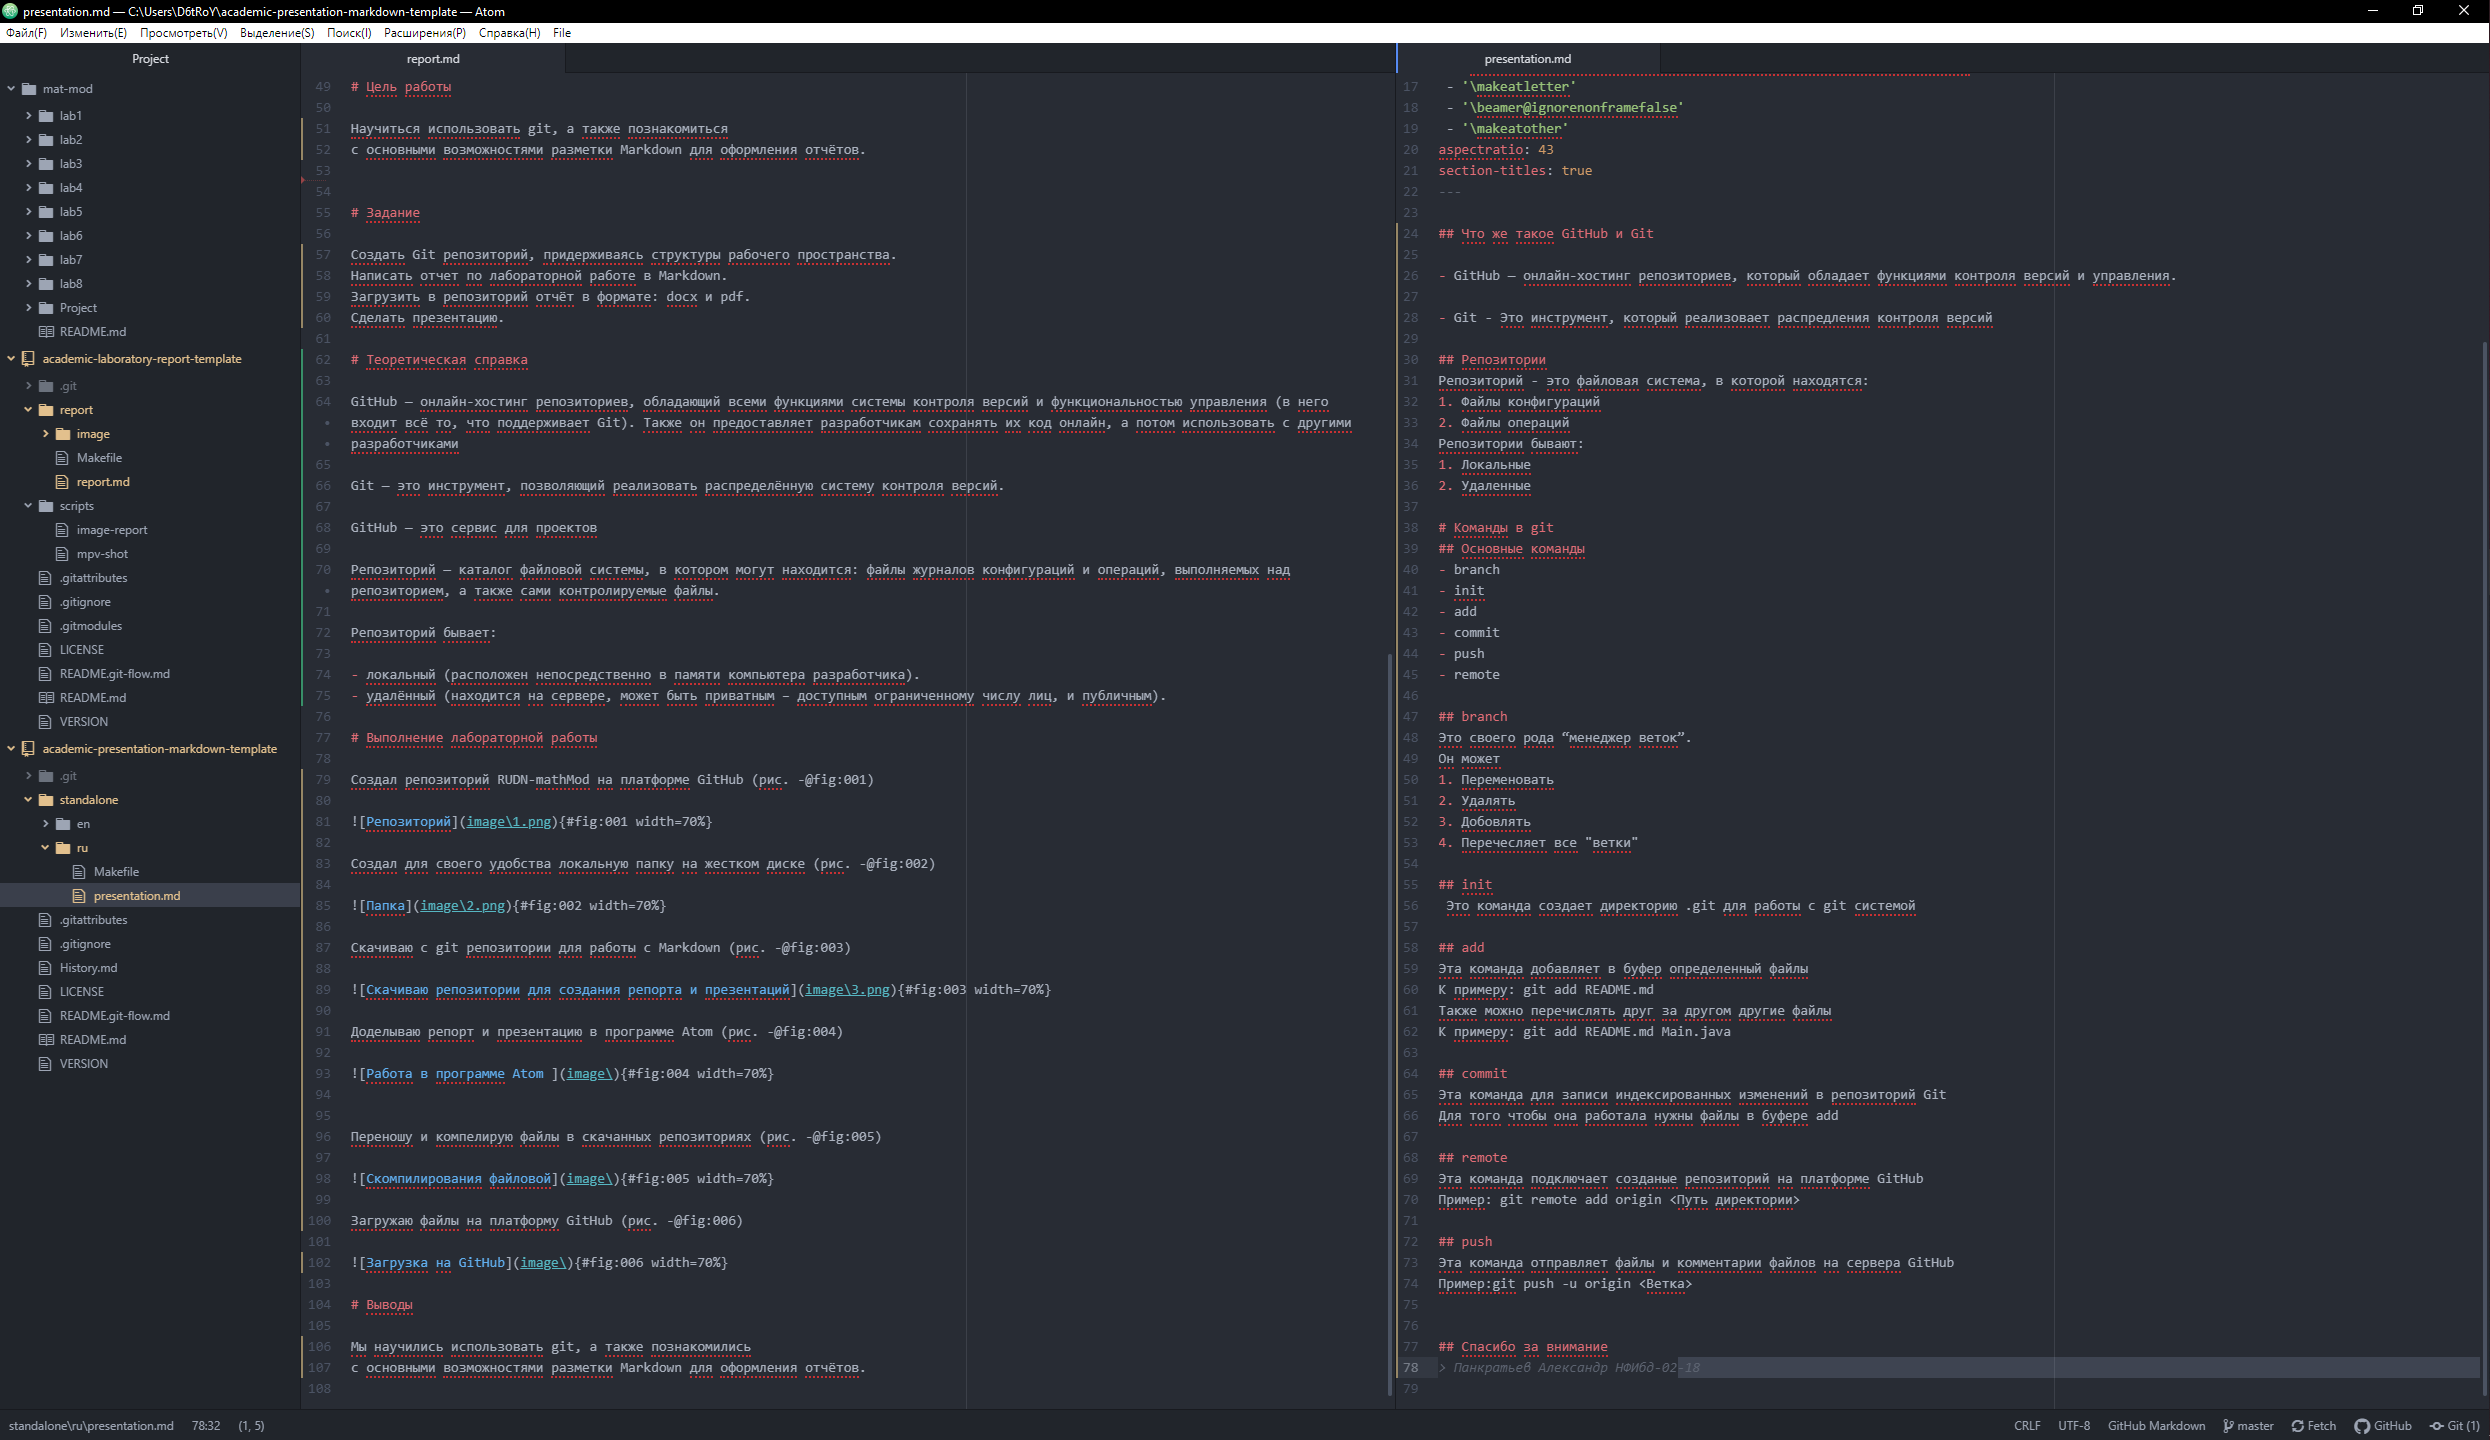 presentation.md — C:\Users\D6tRoY\academic-presentation-markdown-template — Atom
Файл(F) Изменить(E) Просмотреть(V) Выделение(S) Поиск(I) Расширения(P) Справка(H) File
Project
mat-mod
lab1
lab2
lab3
lab4
lab5
lab6
lab7
lab8
Project
README.md
academic-laboratory-report-template
.git
report
image
Makefile
report.md
scripts
image-report
mpv-shot
.gitattributes
.gitignore
.gitmodules
LICENSE
README.git-flow.md
README.md
VERSION
academic-presentation-markdown-template
.git
standalone
en
ru
Makefile
presentation.md
.gitattributes
.gitignore
History.md
LICENSE
README.git-flow.md
README.md
VERSION
report.md
49 # Цель работы
50
51 Научиться использовать git, а также познакомиться
52 с основными возможностями разметки Markdown для оформления отчётов.
53
54
55 # Задание
56
57 Создать Git репозиторий, придерживаясь структуры рабочего пространства.
58 Написать отчет по лабораторной работе в Markdown.
59 Загрузить в репозиторий отчёт в формате: docx и pdf.
60 Сделать презентацию.
61
62 # Теоретическая справка
63
64 GitHub — онлайн-хостинг репозиториев, обладающий всеми функциями системы контроля версий и функциональностью управления (в него
• входит всё то, что поддерживает Git). Также он предоставляет разработчикам сохранять их код онлайн, а потом использовать с другими
• разработчиками
65
66 Git — это инструмент, позволяющий реализовать распределённую систему контроля версий.
67
68 GitHub — это сервис для проектов
69
70 Репозиторий — каталог файловой системы, в котором могут находится: файлы журналов конфигураций и операций, выполняемых над
• репозиторием, а также сами контролируемые файлы.
71
72 Репозиторий бывает:
73
74 - локальный (расположен непосредственно в памяти компьютера разработчика).
75 - удалённый (находится на сервере, может быть приватным – доступным ограниченному числу лиц, и публичным).
76
77 # Выполнение лабораторной работы
78
79 Создал репозиторий RUDN-mathMod на платформе GitHub (рис. -@fig:001)
80
81 ![Репозиторий](image\1.png){#fig:001 width=70%}
82
83 Создал для своего удобства локальную папку на жестком диске (рис. -@fig:002)
84
85 ![Папка](image\2.png){#fig:002 width=70%}
86
87 Скачиваю с git репозитории для работы с Markdown (рис. -@fig:003)
88
89 ![Скачиваю репозитории для создания репорта и презентаций](image\3.png){#fig:003 width=70%}
90
91 Доделываю репорт и презентацию в программе Atom (рис. -@fig:004)
92
93 ![Работа в программе Atom ](image\){#fig:004 width=70%}
94
95
96 Переношу и компелирую файлы в скачанных репозиториях (рис. -@fig:005)
97
98 ![Скомпилирования файловой](image\){#fig:005 width=70%}
99
100 Загружаю файлы на платформу GitHub (рис. -@fig:006)
101
102 ![Загрузка на GitHub](image\){#fig:006 width=70%}
103
104 # Выводы
105
106 Мы научились использовать git, а также познакомились
107 с основными возможностями разметки Markdown для оформления отчётов.
108
presentation.md
17 - '\makeatletter'
18 - '\beamer@ignorenonframefalse'
19 - '\makeatother'
20 aspectratio: 43
21 section-titles: true
22 ---
23
24 ## Что же такое GitHub и Git
25
26 - GitHub — онлайн-хостинг репозиториев, который обладает функциями контроля версий и управления.
27
28 - Git - Это инструмент, который реализовает распредления контроля версий
29
30 ## Репозитории
31 Репозиторий - это файловая система, в которой находятся:
32 1. Файлы конфигураций
33 2. Файлы операций
34 Репозитории бывают:
35 1. Локальные
36 2. Удаленные
37
38 # Команды в git
39 ## Основные команды
40 - branch
41 - init
42 - add
43 - commit
44 - push
45 - remote
46
47 ## branch
48 Это своего рода “менеджер веток”.
49 Он может
50 1. Переменовать
51 2. Удалять
52 3. Добовлять
53 4. Перечесляет все "ветки"
54
55 ## init
56 Это команда создает директорию .git для работы с git системой
57
58 ## add
59 Эта команда добавляет в буфер определенный файлы
60 К примеру: git add README.md
61 Также можно перечислять друг за другом другие файлы
62 К примеру: git add README.md Main.java
63
64 ## commit
65 Эта команда для записи индексированных изменений в репозиторий Git
66 Для того чтобы она работала нужны файлы в буфере add
67
68 ## remote
69 Эта команда подключает созданые репозиторий на платформе GitHub
70 Пример: git remote add origin <Путь директории>
71
72 ## push
73 Эта команда отправляет файлы и комментарии файлов на сервера GitHub
74 Пример:git push -u origin <Ветка>
75
76
77 ## Спасибо за внимание
78 > Панкратьев Александр НФИбд-02-18
79
standalone\ru\presentation.md 78:32 (1, 5) CRLF UTF-8 GitHub Markdown master Fetch GitHub Git (1)